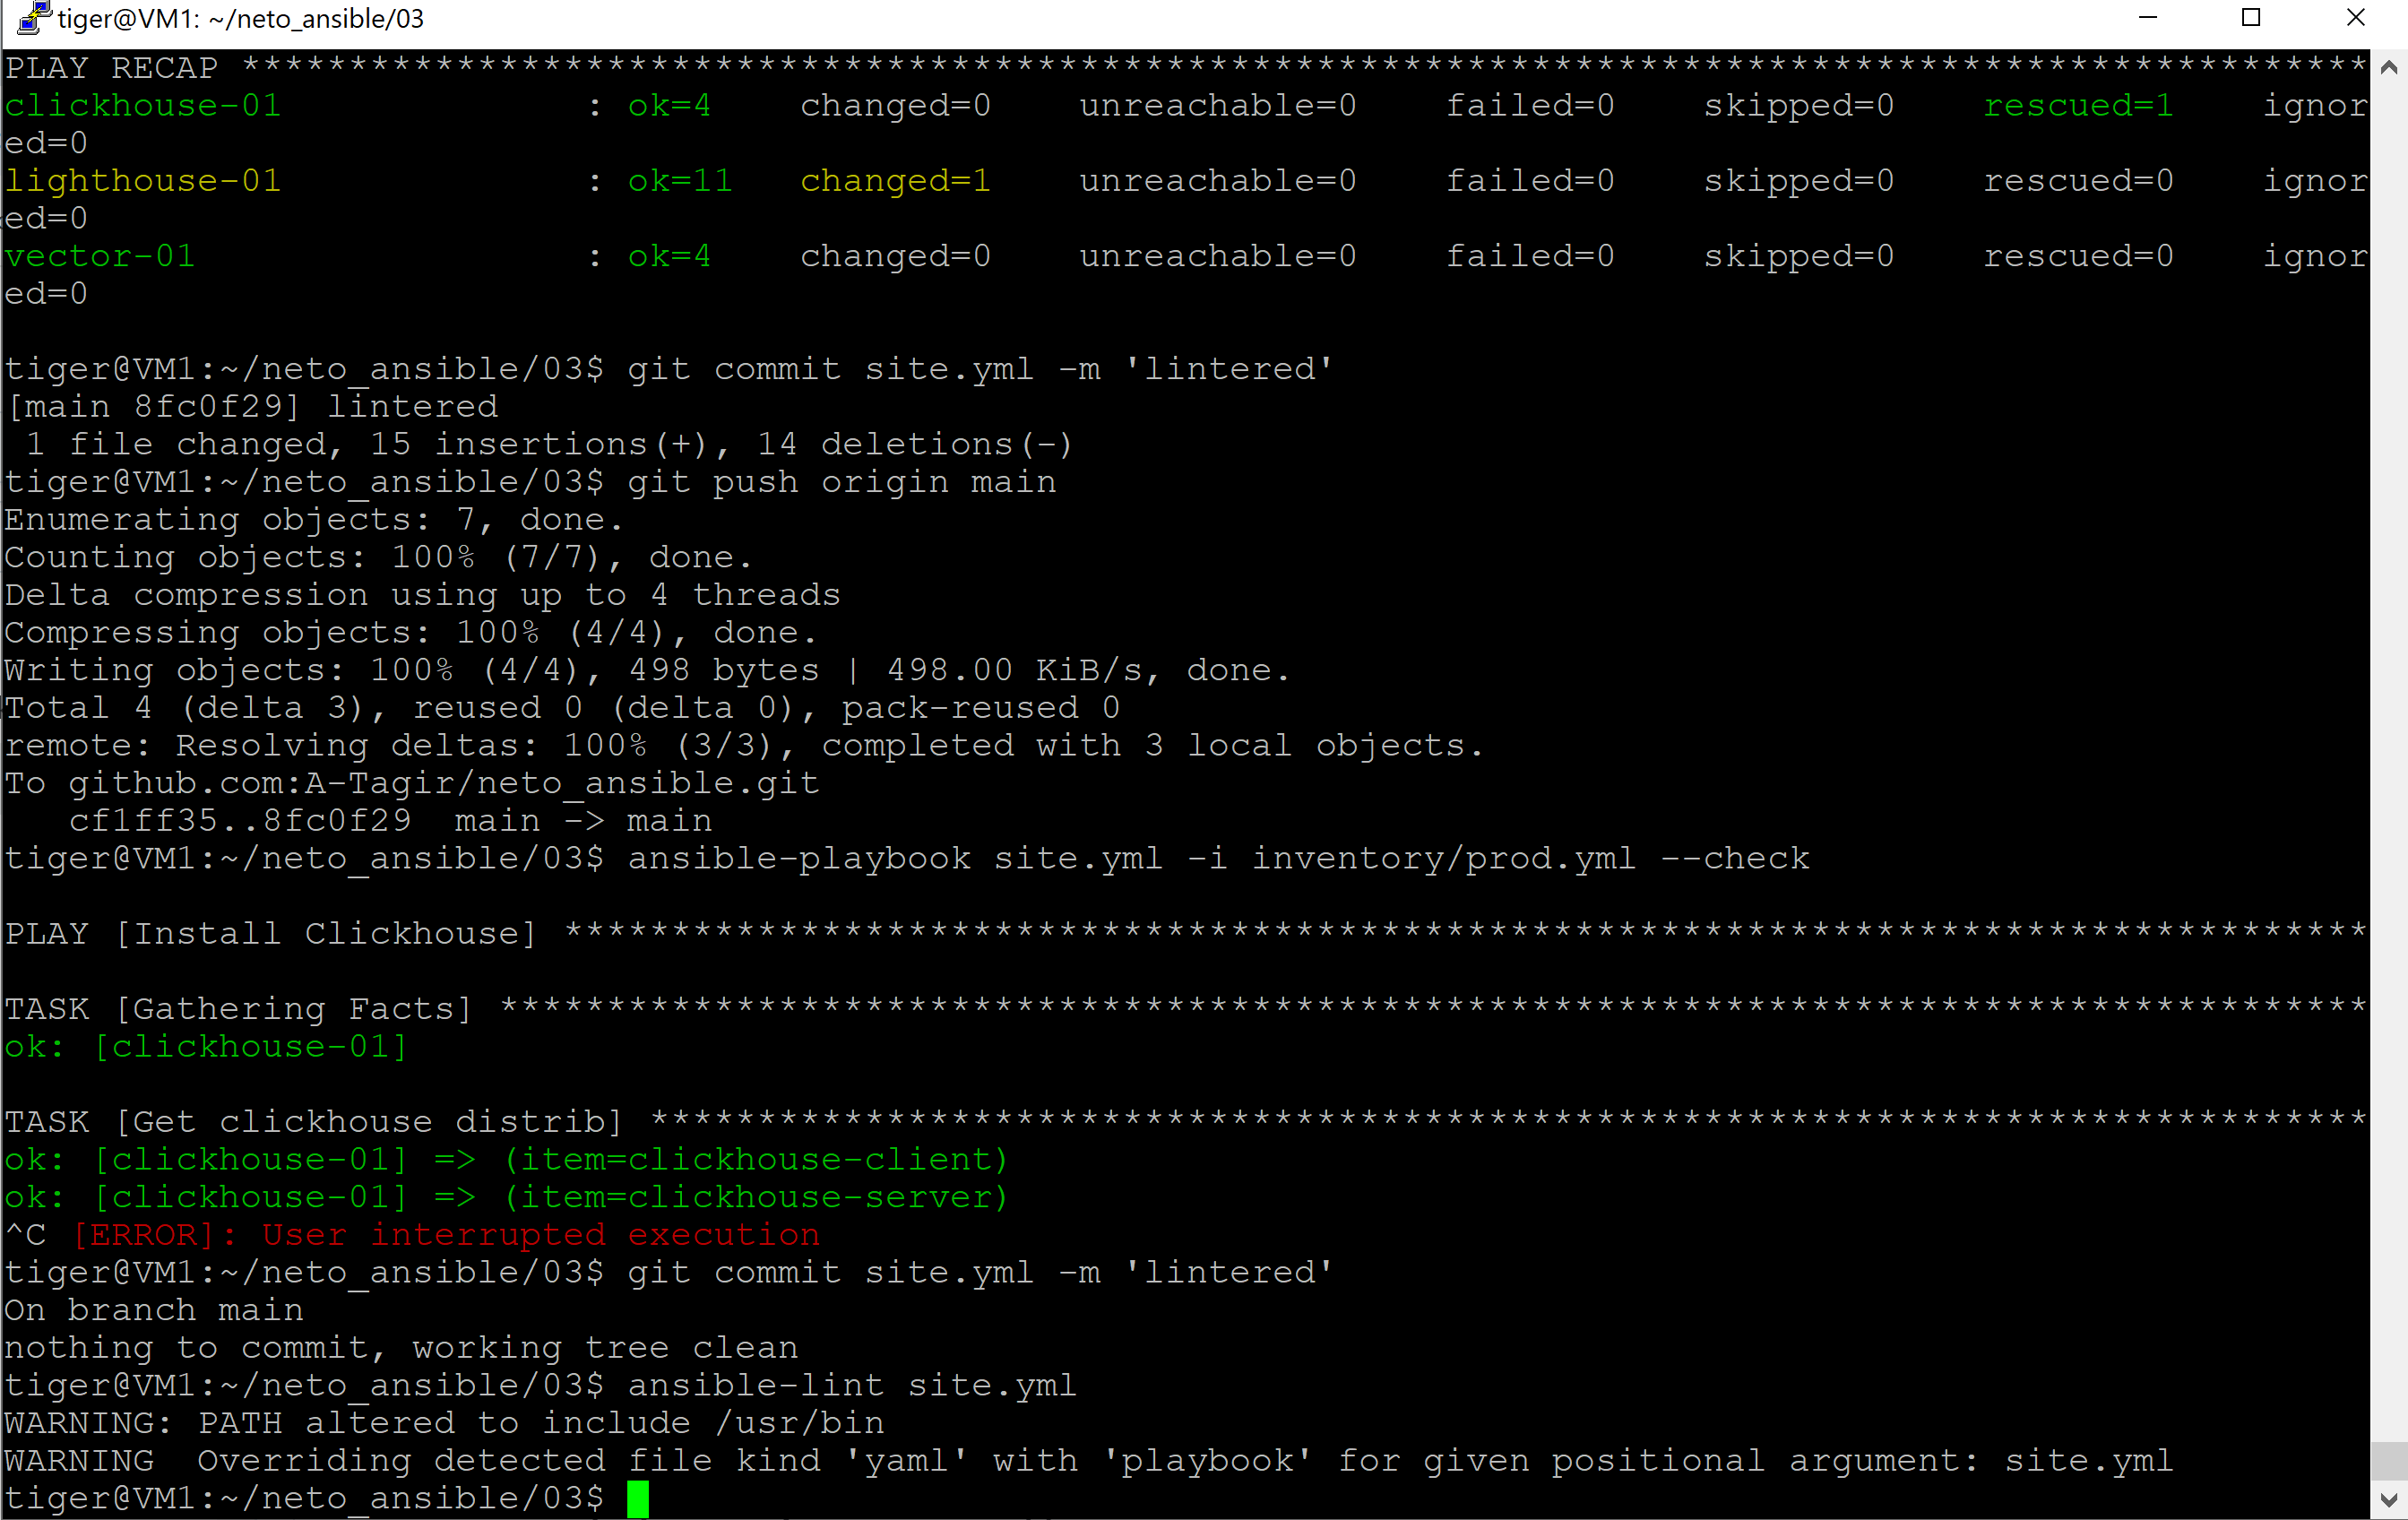 tiger@VM1: ~/neto_ansible/03
PLAY RECAP ***************************************************************************************************
clickhouse-01              : ok=4    changed=0    unreachable=0    failed=0    skipped=0    rescued=1    ignor
ed=0
lighthouse-01              : ok=11   changed=1    unreachable=0    failed=0    skipped=0    rescued=0    ignor
ed=0
vector-01                  : ok=4    changed=0    unreachable=0    failed=0    skipped=0    rescued=0    ignor
ed=0
tiger@VM1:~/neto_ansible/03$ git commit site.yml -m 'lintered'
[main 8fc0f29] lintered
 1 file changed, 15 insertions(+), 14 deletions(-)
tiger@VM1:~/neto_ansible/03$ git push origin main
Enumerating objects: 7, done.
Counting objects: 100% (7/7), done.
Delta compression using up to 4 threads
Compressing objects: 100% (4/4), done.
Writing objects: 100% (4/4), 498 bytes | 498.00 KiB/s, done.
Total 4 (delta 3), reused 0 (delta 0), pack-reused 0
remote: Resolving deltas: 100% (3/3), completed with 3 local objects.
To github.com:A-Tagir/neto_ansible.git
   cf1ff35..8fc0f29  main -> main
tiger@VM1:~/neto_ansible/03$ ansible-playbook site.yml -i inventory/prod.yml --check
PLAY [Install Clickhouse] ************************************************************************************
TASK [Gathering Facts] ***************************************************************************************
ok: [clickhouse-01]
TASK [Get clickhouse distrib] ********************************************************************************
ok: [clickhouse-01] => (item=clickhouse-client)
ok: [clickhouse-01] => (item=clickhouse-server)
^C [ERROR]: User interrupted execution
tiger@VM1:~/neto_ansible/03$ git commit site.yml -m 'lintered'
On branch main
nothing to commit, working tree clean
tiger@VM1:~/neto_ansible/03$ ansible-lint site.yml
WARNING: PATH altered to include /usr/bin
WARNING  Overriding detected file kind 'yaml' with 'playbook' for given positional argument: site.yml
tiger@VM1:~/neto_ansible/03$